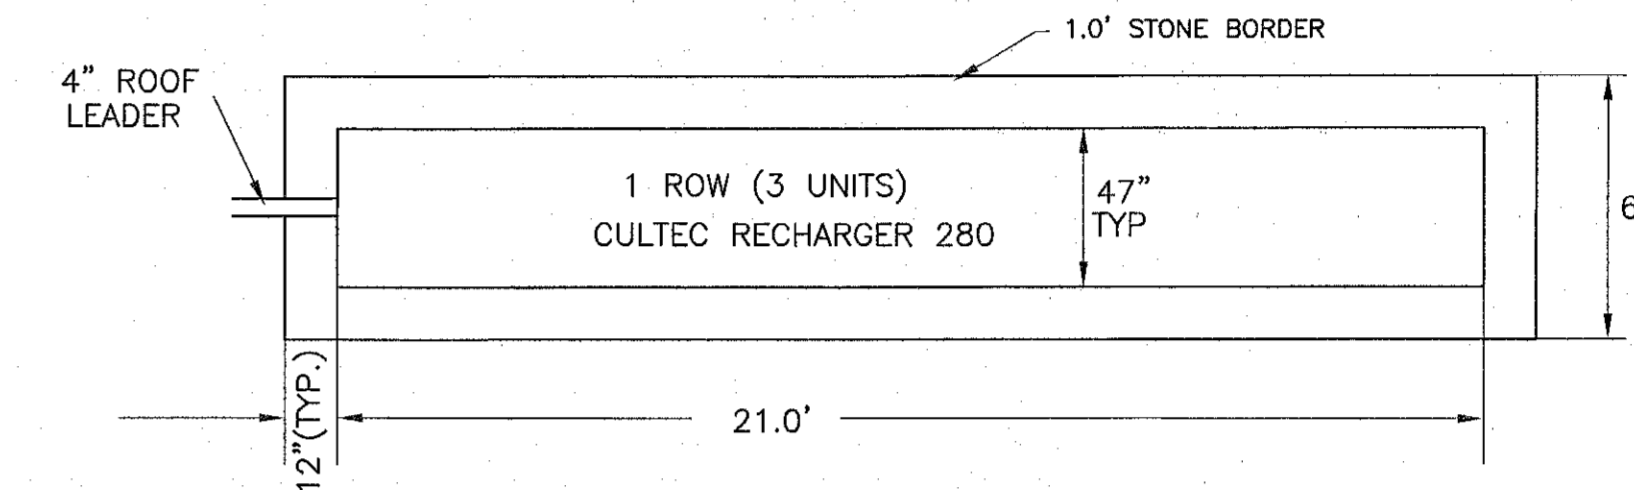 1.0' STONE BORDER
4" ROOF
LEADER
1 ROW (3 UNITS)
CULTEC RECHARGER 280
47"
TYP
6
12"(TYP.)
21.0'